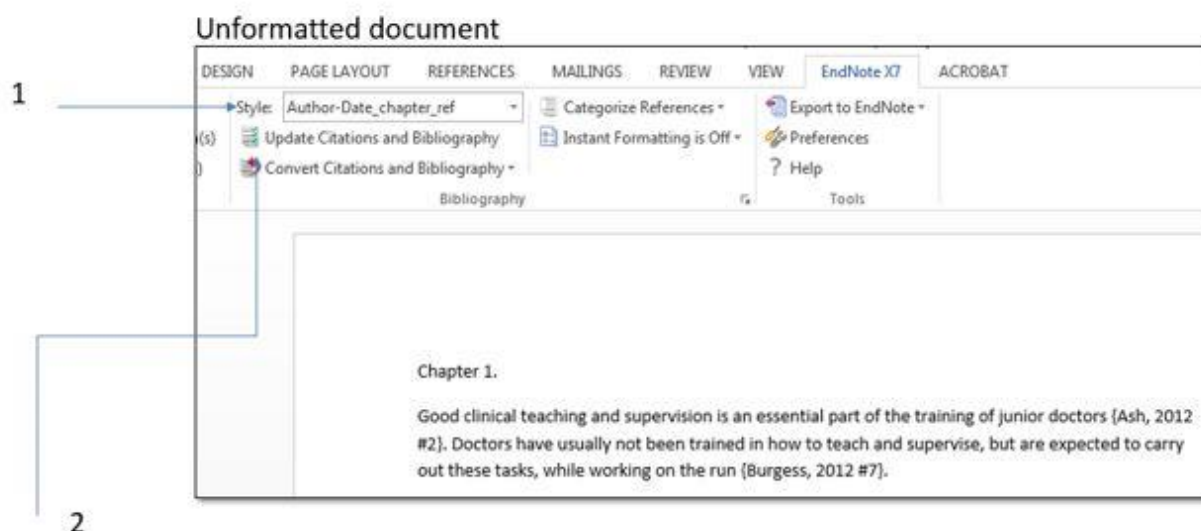 Unformatted document
DESIGN PAGE LAYOUT REFERENCES MAILINGS REVIEW VIEW EndNote X7 ACROBAT
1
Style: Author-Date_chapter_ref Categorize References Export to EndNote
(s) Update Citations and Bibliography Instant Formatting is Off Preferences
) Convert Citations and Bibliography ? Help
Bibliography Tools
Chapter 1.
Good clinical teaching and supervision is an essential part of the training of junior doctors {Ash, 2012
#2}. Doctors have usually not been trained in how to teach and supervise, but are expected to carry
out these tasks, while working on the run {Burgess, 2012 #7}.
2